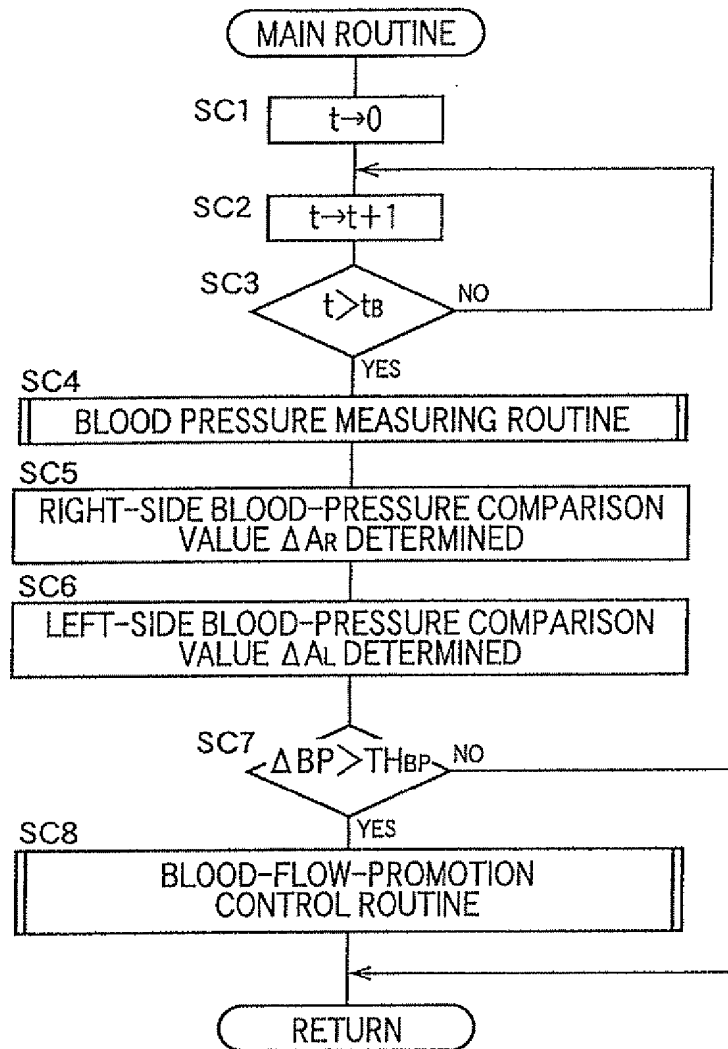 MAIN ROUTINE
SC1
t→0
SC2
t→t+1
SC3
t>tB
NO
YES
SC4
BLOOD PRESSURE MEASURING ROUTINE
SC5
RIGHT-SIDE BLOOD-PRESSURE COMPARISON
VALUE ΔAR DETERMINED
SC6
LEFT-SIDE BLOOD-PRESSURE COMPARISON
VALUE ΔAL DETERMINED
SC7
ΔBP>THBP
NO
YES
SC8
BLOOD-FLOW-PROMOTION
CONTROL ROUTINE
RETURN